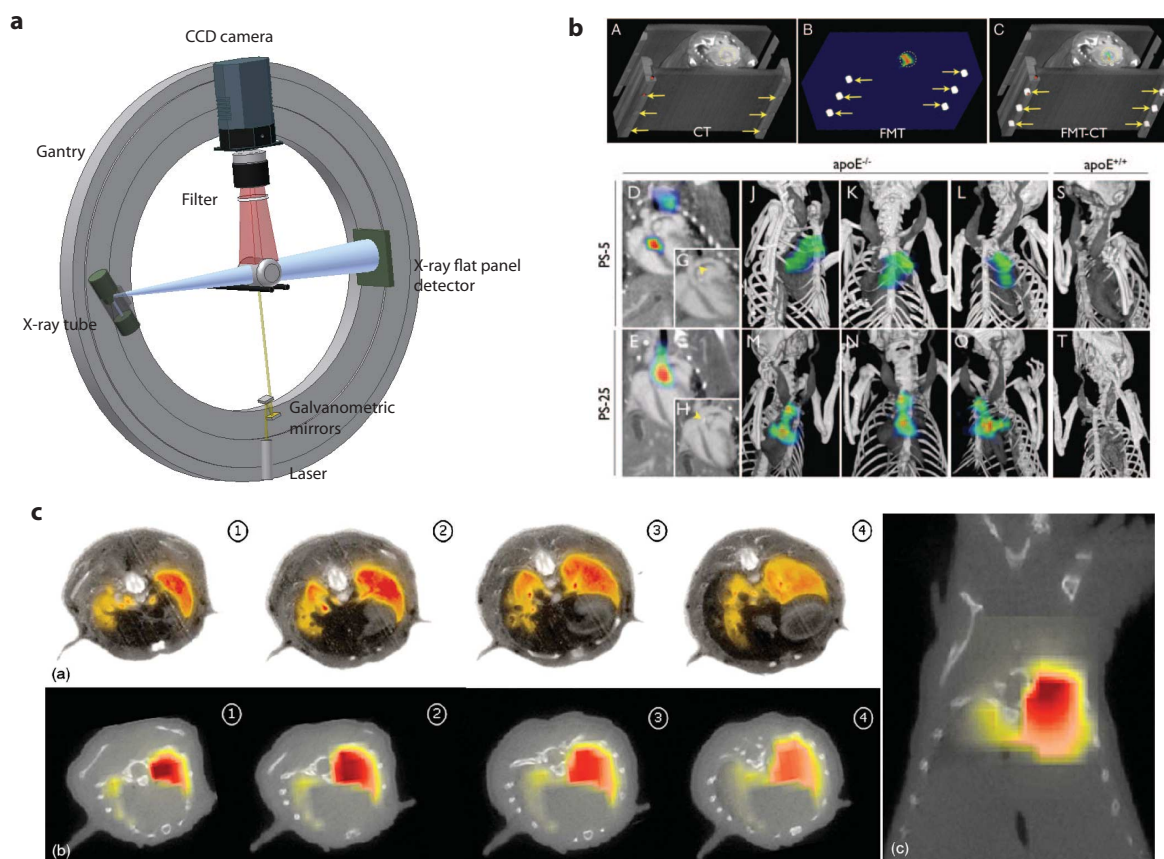 a
CCD camera
Gantry
Filter
X-ray flat panel
detector
X-ray tube
Galvanometric
mirrors
Laser
b
A
B
C
CT
FMT
FMT-CT
apoE-/-
apoE+/+
PS-5
D
G
J
K
L
S
PS-25
E
G
H
M
N
O
T
c
1
2
3
4
(a)
1
2
3
4
(b)
(c)